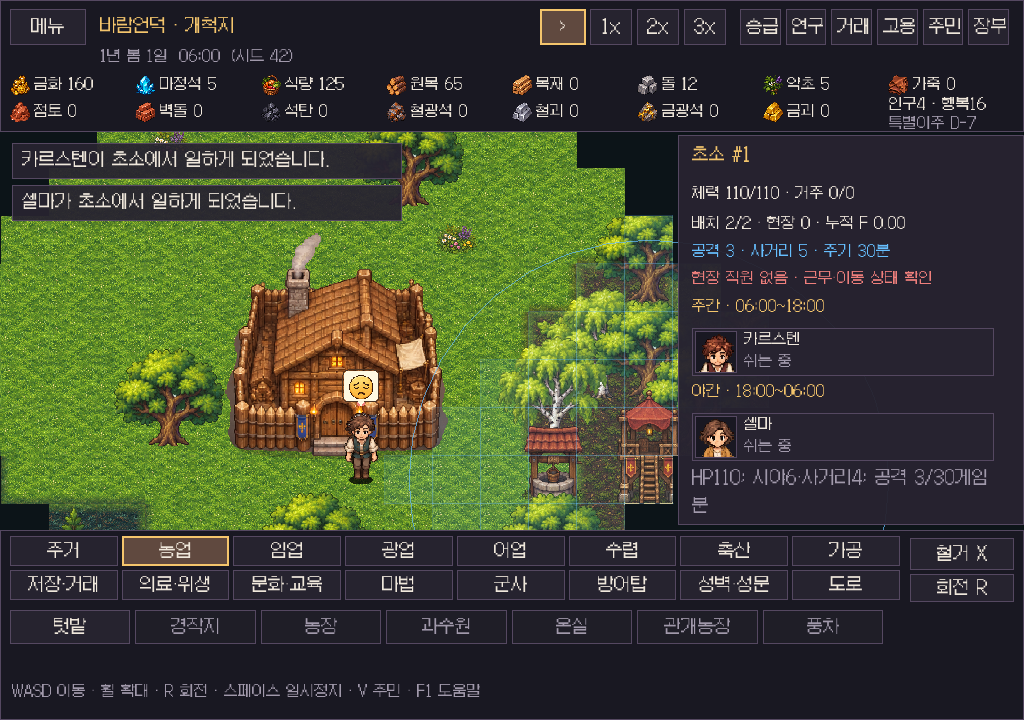 메뉴
바람언덕 · 개척지
1년 봄 1일 06:00 (시드 42)
> 1x 2x 3x 승급 연구 거래 고용 주민 장부
금화 160 마정석 5 식량 125 원목 65 목재 0 돌 12 약초 5 가죽 0
점토 0 벽돌 0 석탄 0 철광석 0 철괴 0 금광석 0 금괴 0
인구4 · 행복16
특별이주 D-7
카르스텐이 초소에서 일하게 되었습니다.
셀마가 초소에서 일하게 되었습니다.
초소 #1
체력 110/110 · 거주 0/0
배치 2/2 · 현장 0 · 누적 F 0.00
공격 3 · 사거리 5 · 주기 30분
현장 직원 없음 · 근무·이동 상태 확인
주간 · 06:00~18:00
카르스텐
쉬는 중
야간 · 18:00~06:00
셀마
쉬는 중
HP110; 시야6·사거리4; 공격 3/30게임
분
주거 농업 임업 광업 어업 수렵 축산 가공
저장·거래 의료·위생 문화·교육 마법 군사 방어탑 성벽·성문 도로
철거 X
회전 R
텃밭 경작지 농장 과수원 온실 관개농장 풍차
WASD 이동 · 휠 확대 · R 회전 · 스페이스 일시정지 · V 주민 · F1 도움말